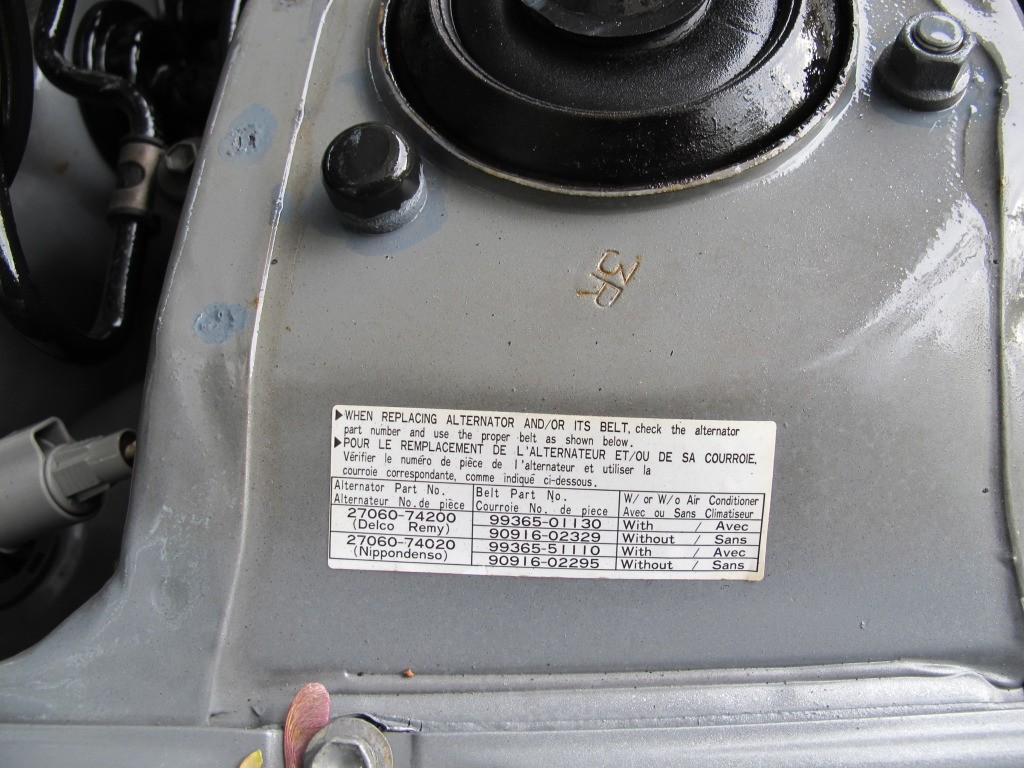 3R
▶WHEN REPLACING ALTERNATOR AND/OR ITS BELT, check the alternator
part number and use the proper belt as shown below.
▶POUR LE REMPLACEMENT DE L'ALTERNATEUR ET/OU DE SA COURROIE,
Vérifier le numéro de pièce de l'alternateur et utiliser la
courroie correspondante, comme indiqué ci-dessous.
Alternator Part No. Belt Part No. W/ or W/o Air Conditioner
Alternateur No. de pièce Courroie No. de piece Avec ou Sans Climatiseur
27060-74200 99365-01130 With / Avec
(Delco Remy) 90916-02329 Without / Sans
27060-74020 99365-51110 With / Avec
(Nippondenso) 90916-02295 Without / Sans